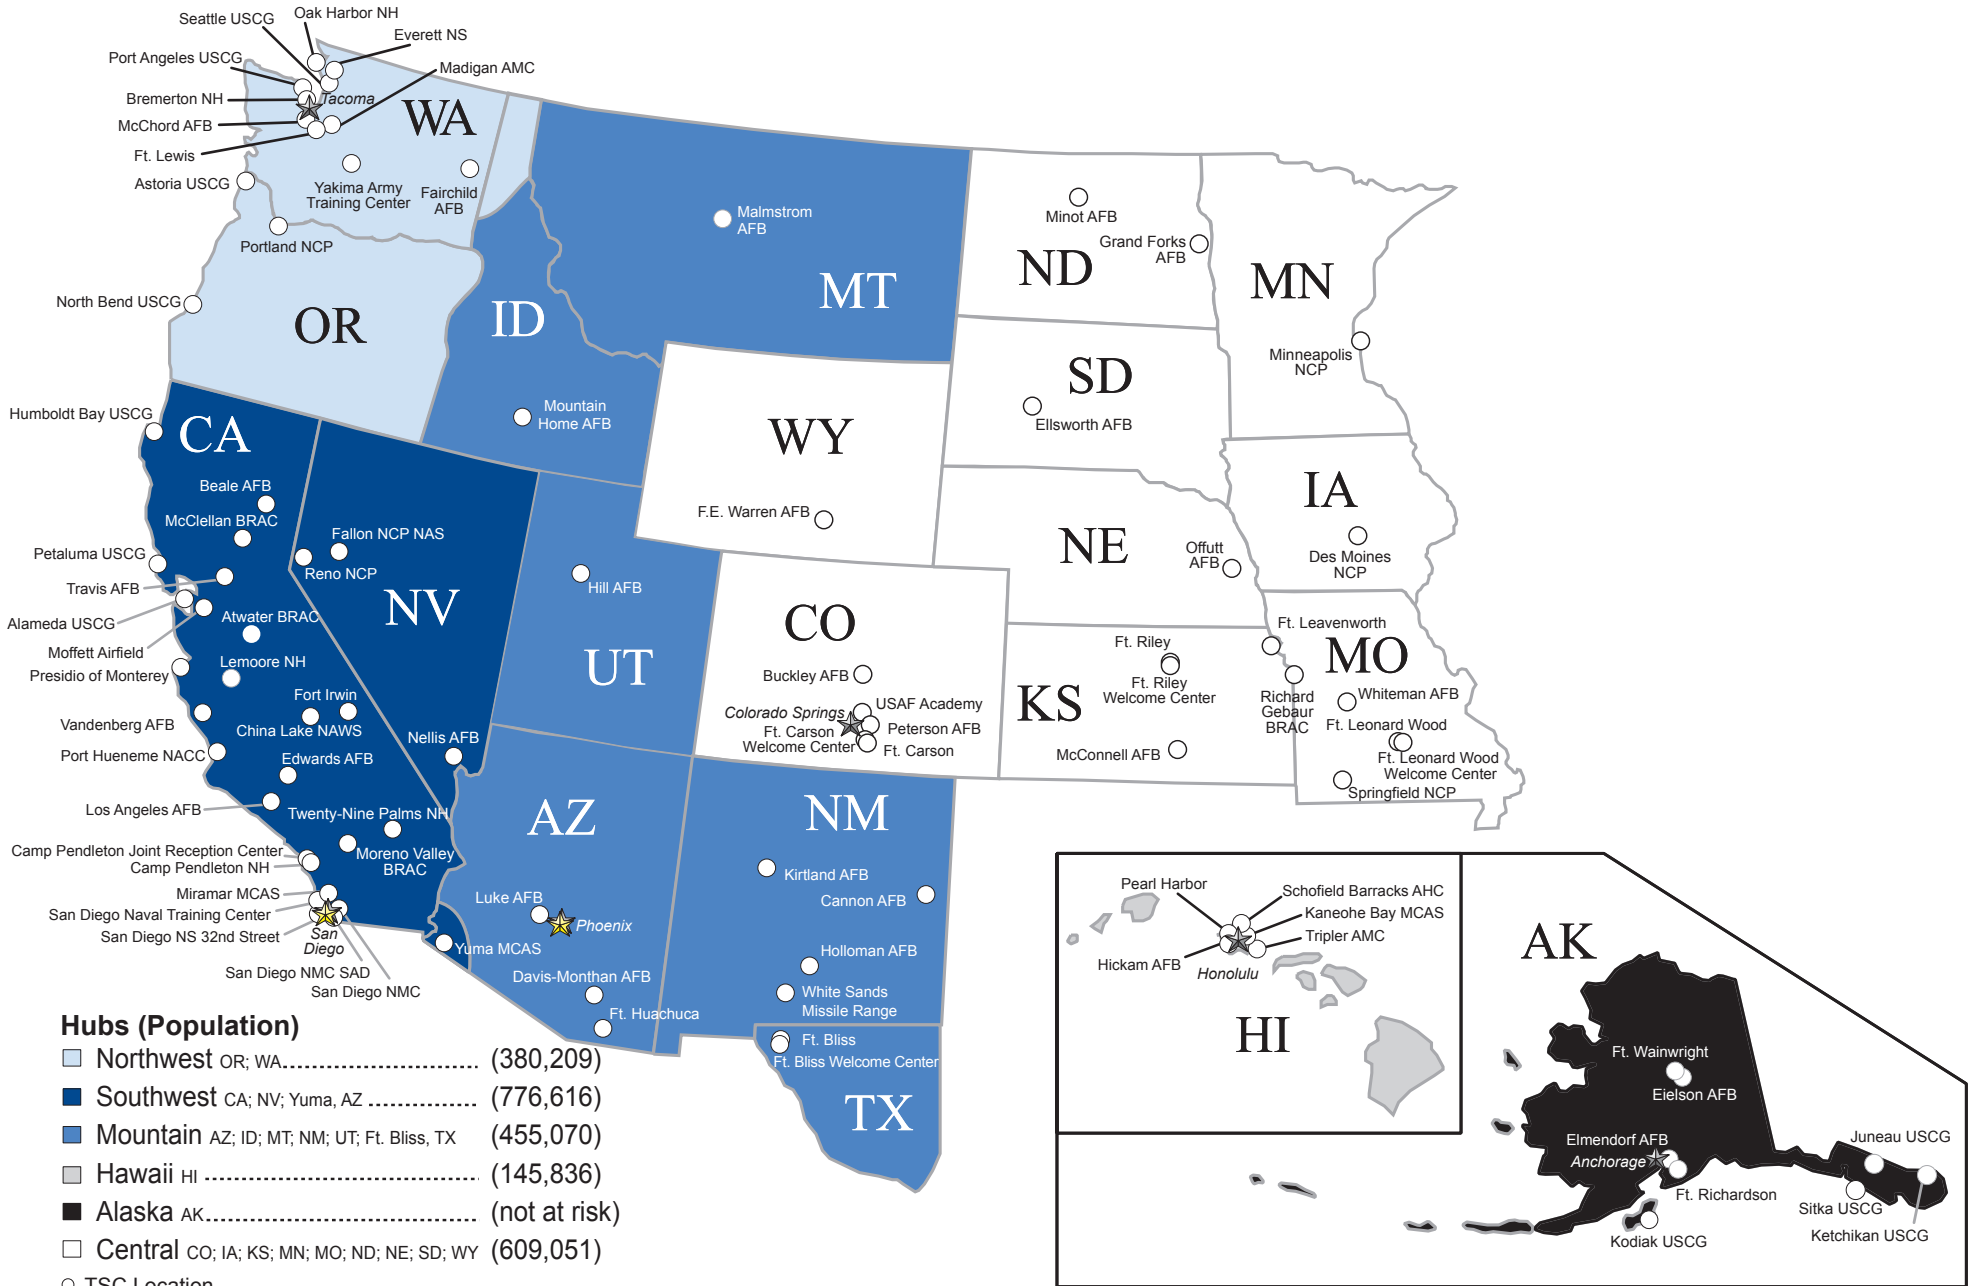 Seattle USCG
Oak Harbor NH
Everett NS
Port Angeles USCG
Madigan AMC
Bremerton NH
Tacoma
McChord AFB
WA
Ft. Lewis
Astoria USCG
Yakima Army
Training Center
Fairchild
AFB
Portland NCP
North Bend USCG
OR
ID
Malmstrom
AFB
MT
Mountain
Home AFB
Minot AFB
Grand Forks
AFB
ND
MN
Minneapolis
NCP
SD
Ellsworth AFB
WY
F.E. Warren AFB
IA
Des Moines
NCP
NE
Offutt
AFB
Humboldt Bay USCG
CA
Beale AFB
McClellan BRAC
Fallon NCP NAS
Reno NCP
Petaluma USCG
Travis AFB
NV
Hill AFB
UT
Alameda USCG
Atwater BRAC
Moffett Airfield
Lemoore NH
Presidio of Monterey
Fort Irwin
Vandenberg AFB
China Lake NAWS
Nellis AFB
Port Hueneme NACC
Edwards AFB
Los Angeles AFB
Twenty-Nine Palms NH
Camp Pendleton Joint Reception Center
Camp Pendleton NH
Moreno Valley
BRAC
Miramar MCAS
San Diego Naval Training Center
San Diego NS 32nd Street
San
Diego
San Diego NMC SAD
San Diego NMC
CO
Buckley AFB
Colorado Springs
USAF Academy
Ft. Carson
Welcome Center
Peterson AFB
Ft. Carson
KS
Ft. Riley
Ft. Riley
Welcome Center
McConnell AFB
Ft. Leavenworth
MO
Richard
Gebaur
BRAC
Whiteman AFB
Ft. Leonard Wood
Ft. Leonard Wood
Welcome Center
Springfield NCP
AZ
Luke AFB
Phoenix
Yuma MCAS
Davis-Monthan AFB
Ft. Huachuca
NM
Kirtland AFB
Cannon AFB
Holloman AFB
White Sands
Missile Range
Ft. Bliss
Ft. Bliss Welcome Center
TX
Pearl Harbor
Schofield Barracks AHC
Kaneohe Bay MCAS
Tripler AMC
Hickam AFB
Honolulu
HI
AK
Ft. Wainwright
Eielson AFB
Elmendorf AFB
Anchorage
Ft. Richardson
Juneau USCG
Sitka USCG
Ketchikan USCG
Kodiak USCG
Hubs (Population)
Northwest OR; WA (380,209)
Southwest CA; NV; Yuma, AZ (776,616)
Mountain AZ; ID; MT; NM; UT; Ft. Bliss, TX (455,070)
Hawaii HI (145,836)
Alaska AK (not at risk)
Central CO; IA; KS; MN; MO; ND; NE; SD; WY (609,051)
TSC Location